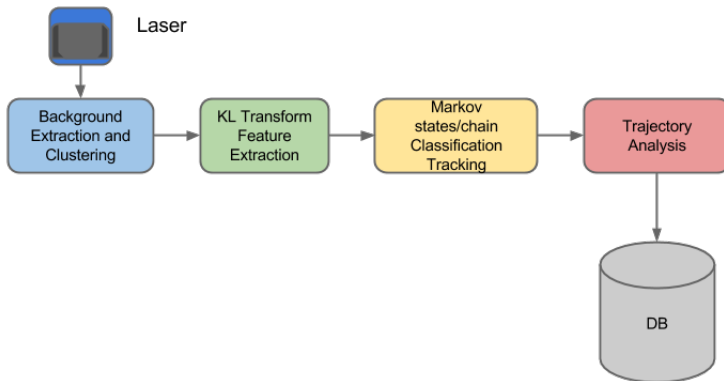 Laser
Background
Extraction and
Clustering
KL Transform
Feature
Extraction
Markov
states/chain
Classification
Tracking
Trajectory
Analysis
DB